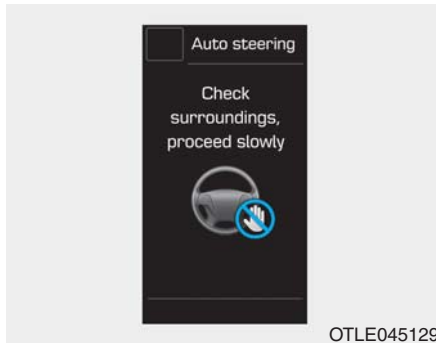 Auto steering
Check
surroundings,
proceed slowly
OTLE045129